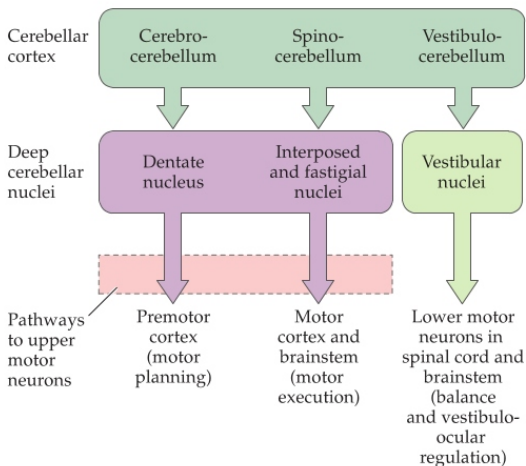 Cerebellar
cortex
Cerebro-
cerebellum
Spino-
cerebellum
Vestibulo-
cerebellum
Deep
cerebellar
nuclei
Dentate
nucleus
Interposed
and fastigial
nuclei
Vestibular
nuclei
Pathways
to upper
motor
neurons
Premotor
cortex
(motor
planning)
Motor
cortex and
brainstem
(motor
execution)
Lower motor
neurons in
spinal cord and
brainstem
(balance
and vestibulo-
ocular
regulation)